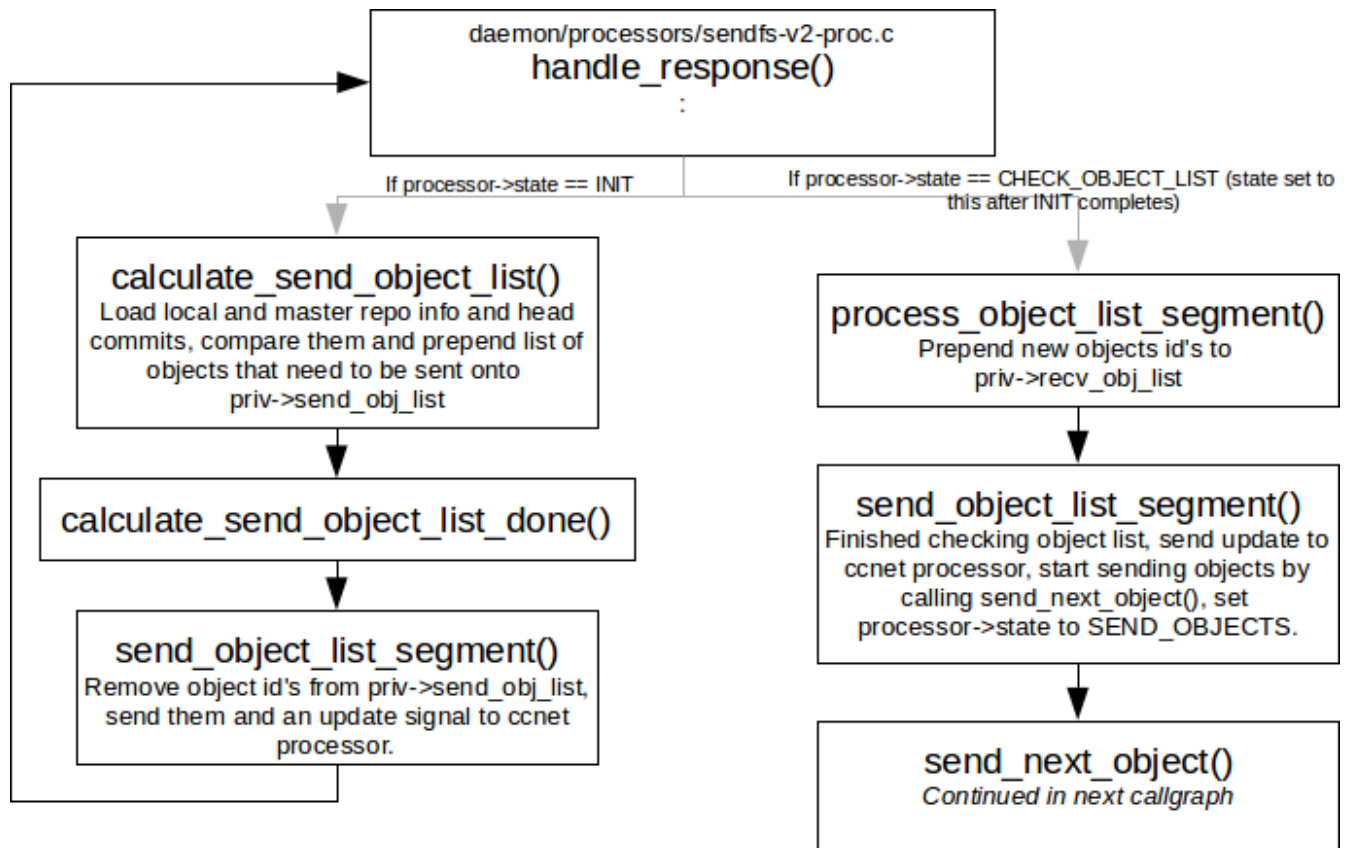 daemon/processors/sendfs-v2-proc.c
handle_response()
:
If processor->state == INIT
If processor->state == CHECK_OBJECT_LIST (state set to
this after INIT completes)
calculate_send_object_list()
Load local and master repo info and head
commits, compare them and prepend list of
objects that need to be sent onto
priv->send_obj_list
calculate_send_object_list_done()
send_object_list_segment()
Remove object id's from priv->send_obj_list,
send them and an update signal to ccnet
processor.
process_object_list_segment()
Prepend new objects id's to
priv->recv_obj_list
send_object_list_segment()
Finished checking object list, send update to
ccnet processor, start sending objects by
calling send_next_object(), set
processor->state to SEND_OBJECTS.
send_next_object()
Continued in next callgraph